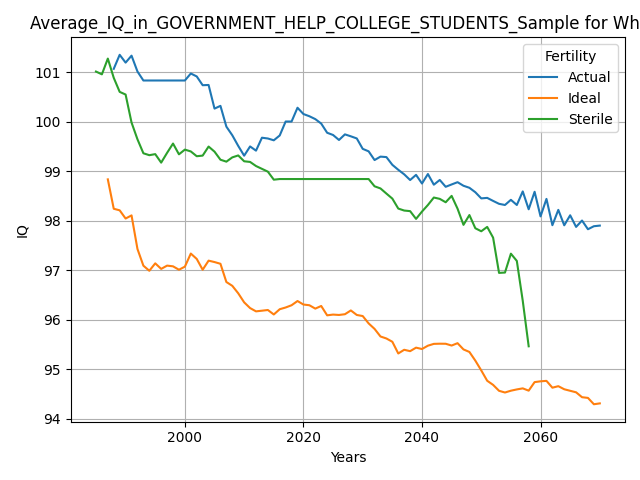 Average_IQ_in_GOVERNMENT_HELP_COLLEGE_STUDENTS_Sample for Wh
Fertility
Actual
Ideal
Sterile
IQ
101
100
99
98
97
96
95
94
2000
2020
2040
2060
Years